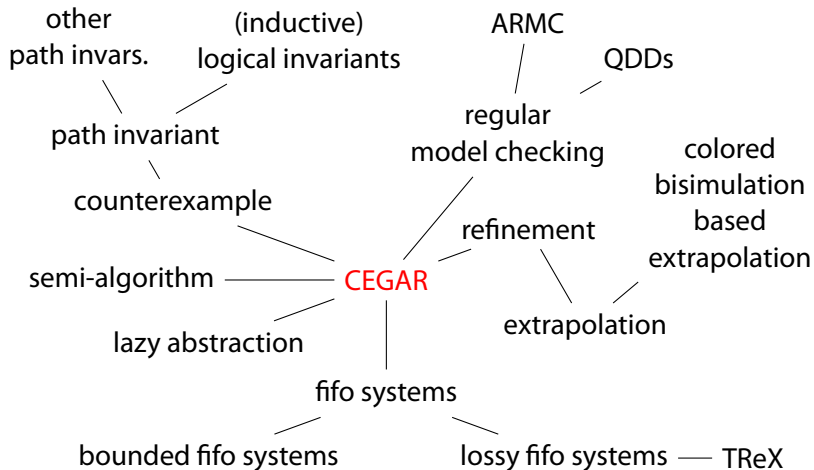 other
path invars.
(inductive)
logical invariants
ARMC
QDDs
path invariant
regular
model checking
colored
bisimulation
based
extrapolation
counterexample
refinement
semi-algorithm
CEGAR
lazy abstraction
extrapolation
fifo systems
bounded fifo systems
lossy fifo systems
TReX